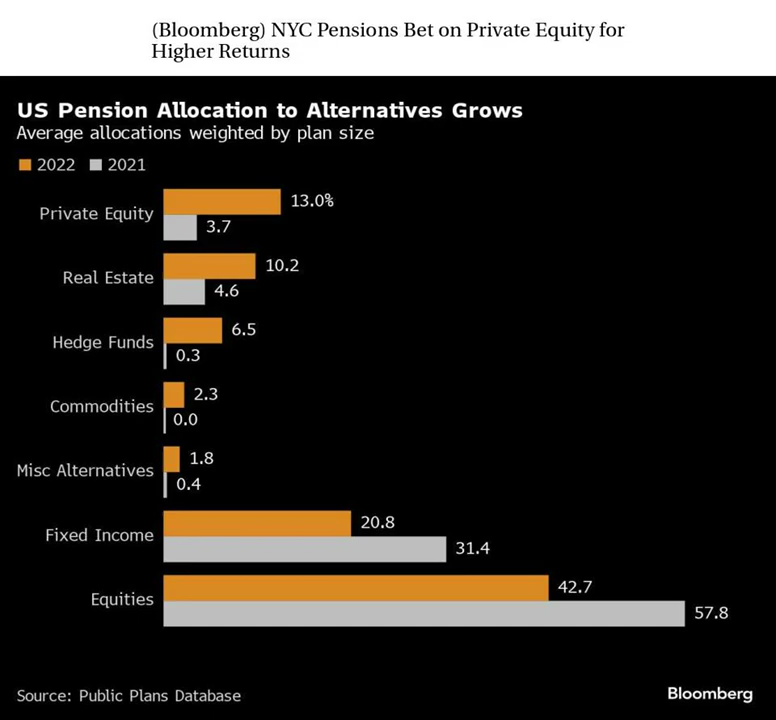 (Bloomberg) NYC Pensions Bet on Private Equity for
Higher Returns
US Pension Allocation to Alternatives Grows
Average allocations weighted by plan size
2022 2021
Private Equity 13.0% 3.7
Real Estate 10.2 4.6
Hedge Funds 6.5 0.3
Commodities 2.3 0.0
Misc Alternatives 1.8 0.4
Fixed Income 20.8 31.4
Equities 42.7 57.8
Source: Public Plans Database
Bloomberg